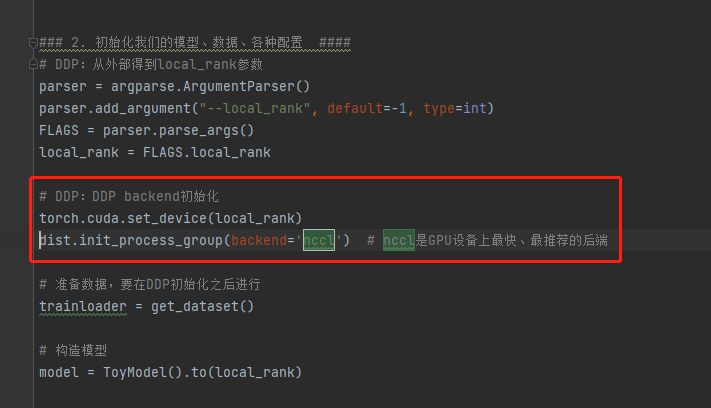 ### 2. 初始化我们的模型、数据、各种配置  ####
# DDP：从外部得到local_rank参数
parser = argparse.ArgumentParser()
parser.add_argument("--local_rank", default=-1, type=int)
FLAGS = parser.parse_args()
local_rank = FLAGS.local_rank
# DDP：DDP backend初始化
torch.cuda.set_device(local_rank)
dist.init_process_group(backend='nccl')  # nccl是GPU设备上最快、最推荐的后端
# 准备数据，要在DDP初始化之后进行
trainloader = get_dataset()
# 构造模型
model = ToyModel().to(local_rank)